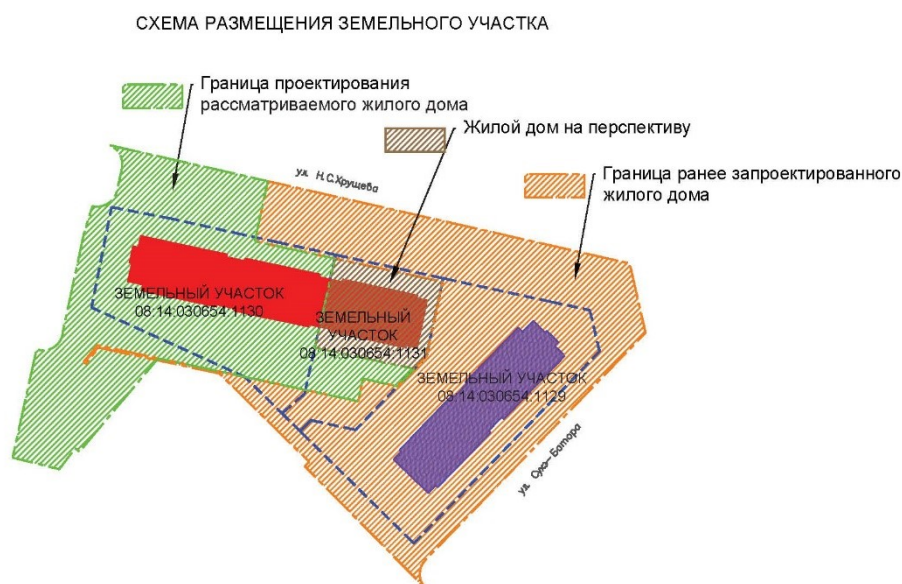 СХЕМА РАЗМЕЩЕНИЯ ЗЕМЕЛЬНОГО УЧАСТКА
Граница проектирования
рассматриваемого жилого дома
Жилой дом на перспективу
Граница ранее запроектированного
жилого дома
ул. Н.С.Хрущева
ЗЕМЕЛЬНЫЙ УЧАСТОК
08:14:030654:1130
ЗЕМЕЛЬНЫЙ
УЧАСТОК
08:14:030654:1131
ЗЕМЕЛЬНЫЙ УЧАСТОК
08:14:030654:1129
ул. Сухэ-Батора